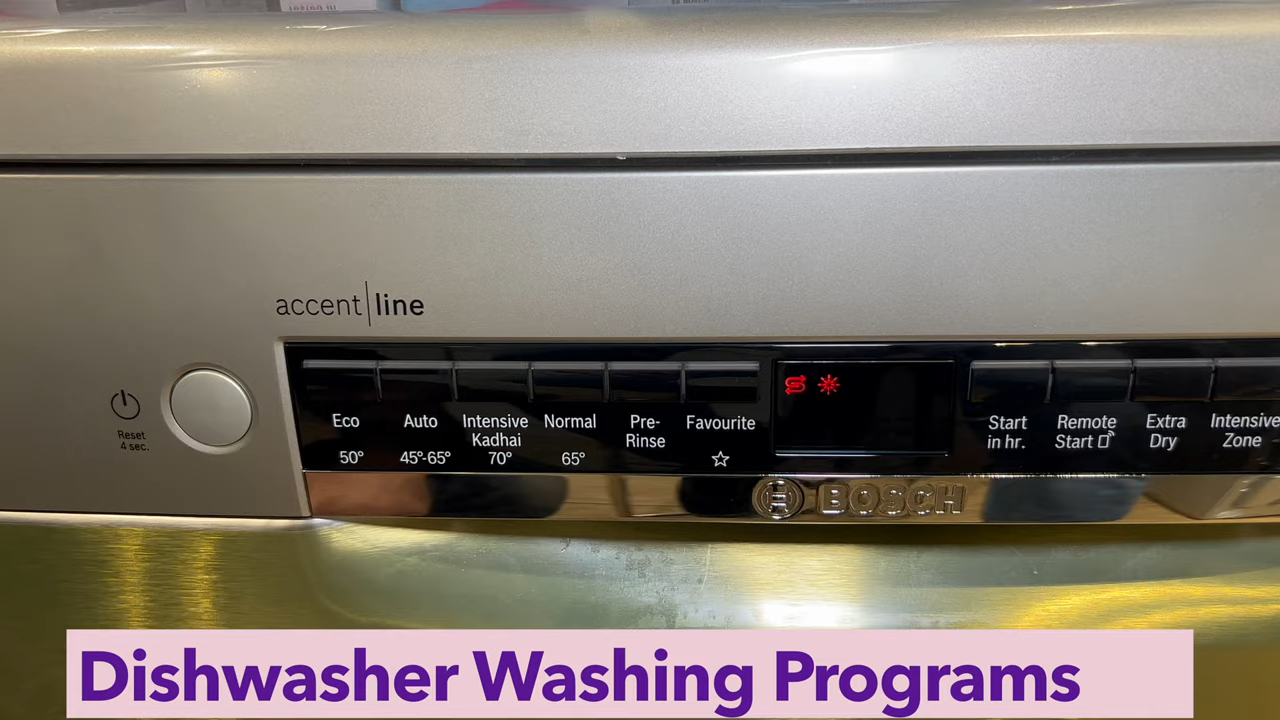 accent|line
Reset
4 sec.
Eco
50°
Auto
45°-65°
Intensive
Kadhai
70°
Normal
65°
Pre-
Rinse
Favourite
Start
in hr.
Remote
Start
Extra
Dry
Intensive
Zone
BOSCH
Dishwasher Washing Programs